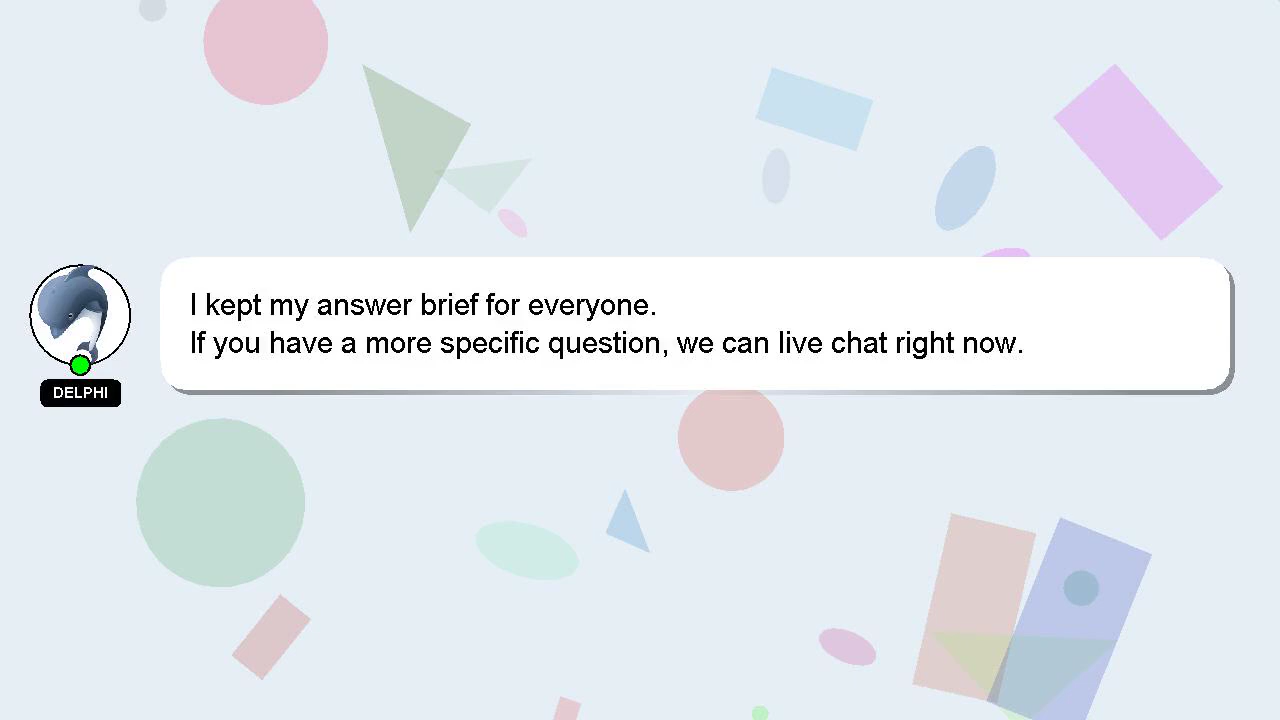 I kept my answer brief for everyone.
If you have a more specific question, we can live chat right now.
DELPHI